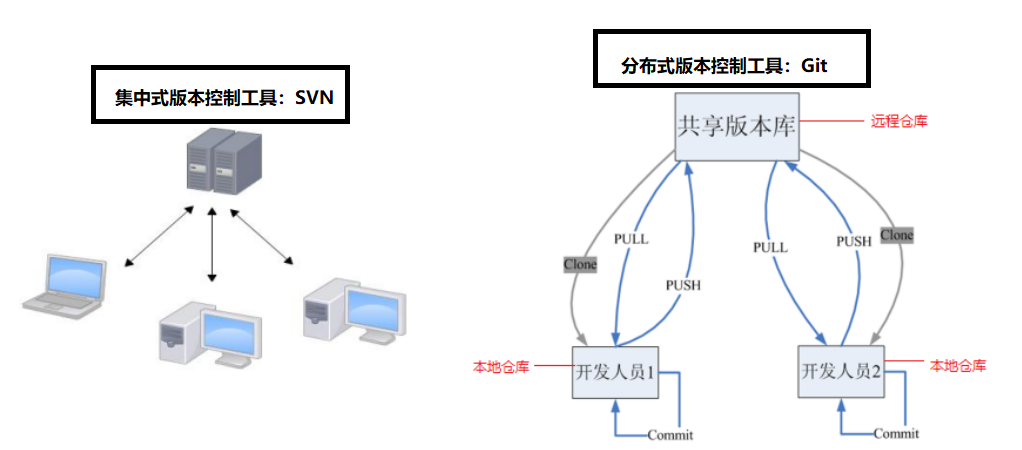 集中式版本控制工具：SVN
分布式版本控制工具：Git
共享版本库
远程仓库
PULL
PUSH
Clone
PULL
PUSH
Clone
本地仓库
开发人员1
Commit
开发人员2
本地仓库
Commit